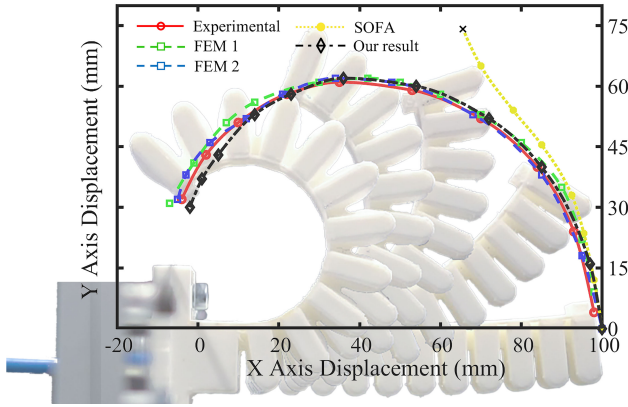 Experimental
FEM 1
FEM 2
SOFA
Our result
Y Axis Displacement (mm)
75
60
45
30
15
0
-20 0 20 40 60 80 100
X Axis Displacement (mm)